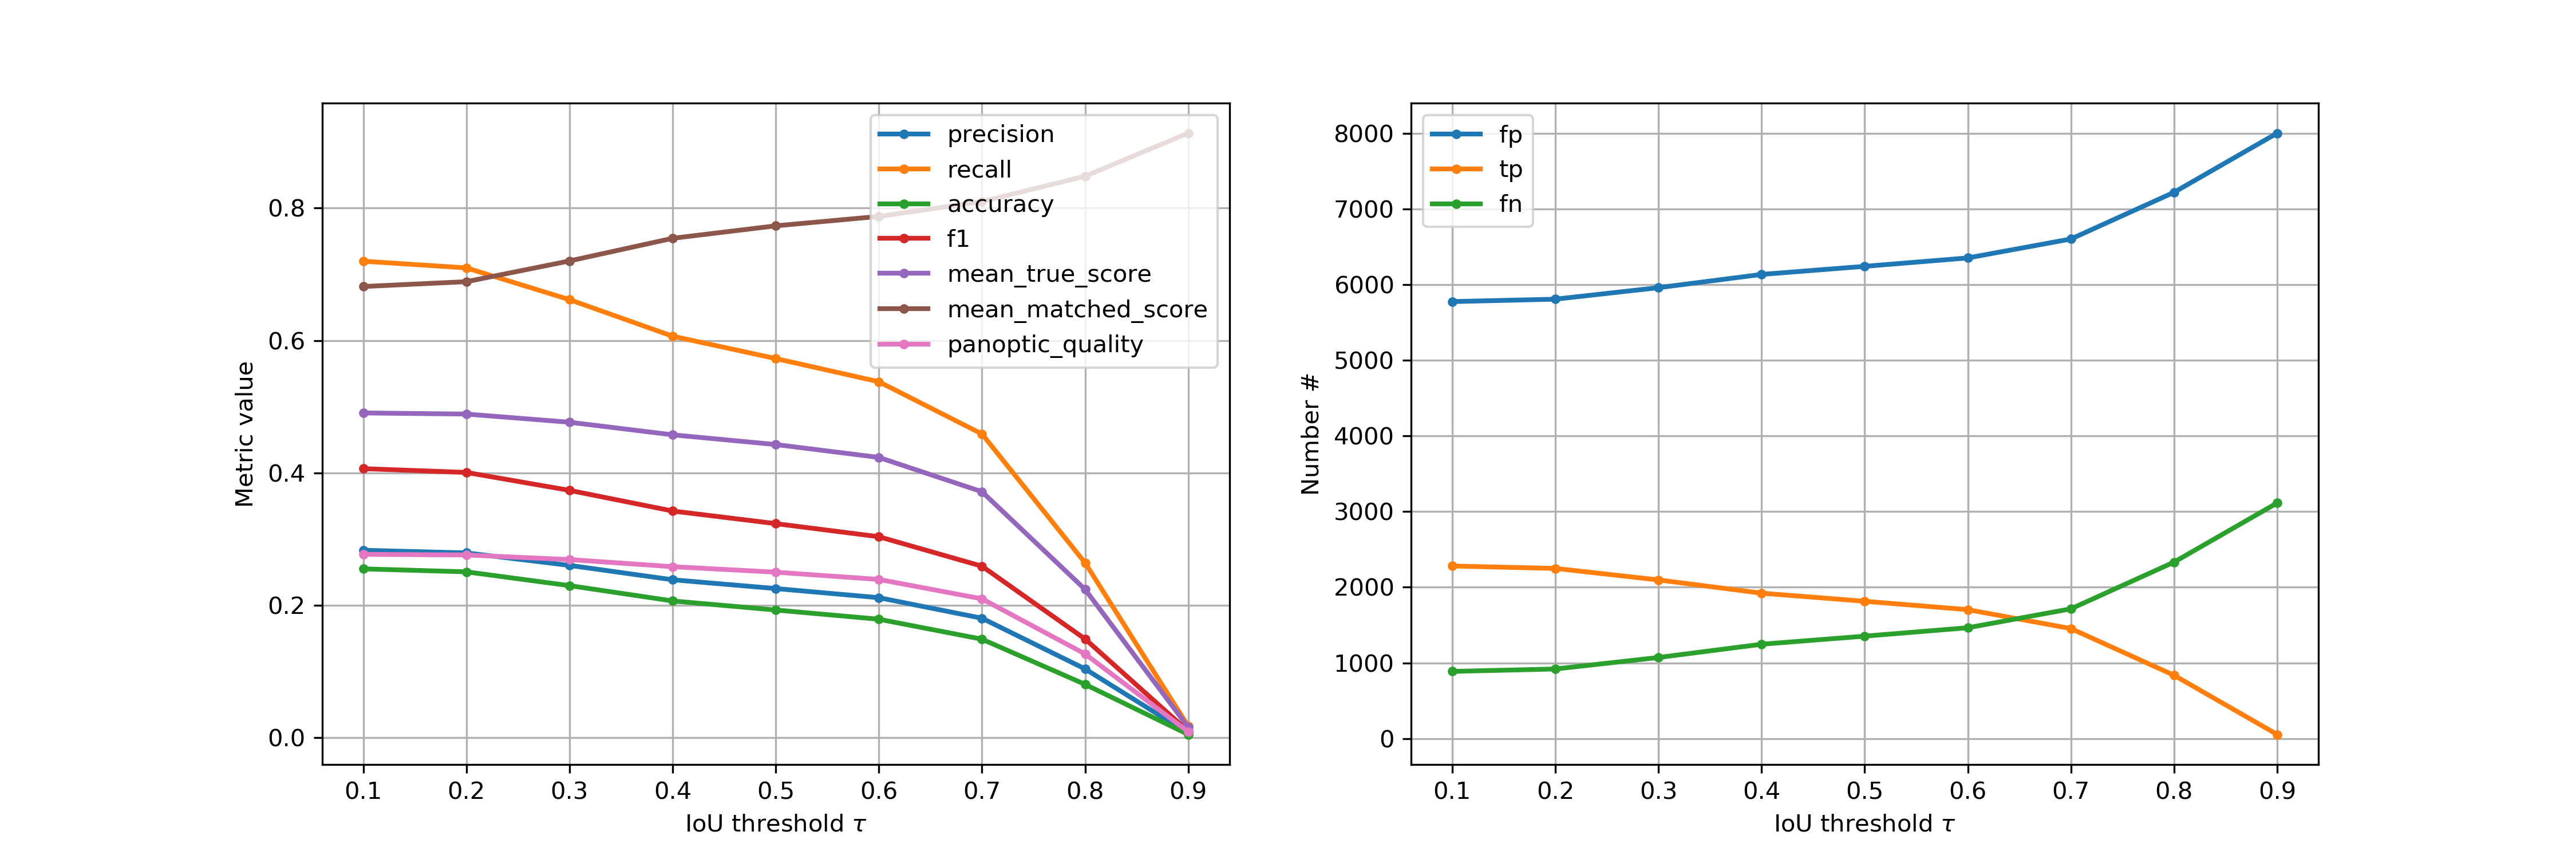 precision
recall
accuracy
f1
mean_true_score
mean_matched_score
panoptic_quality
0.8
0.6
0.4
0.2
0.0
Metric value
0.1 0.2 0.3 0.4 0.5 0.6 0.7 0.8 0.9
IoU threshold τ
fp
tp
fn
8000
7000
6000
5000
4000
3000
2000
1000
0
Number #
0.1 0.2 0.3 0.4 0.5 0.6 0.7 0.8 0.9
IoU threshold τ